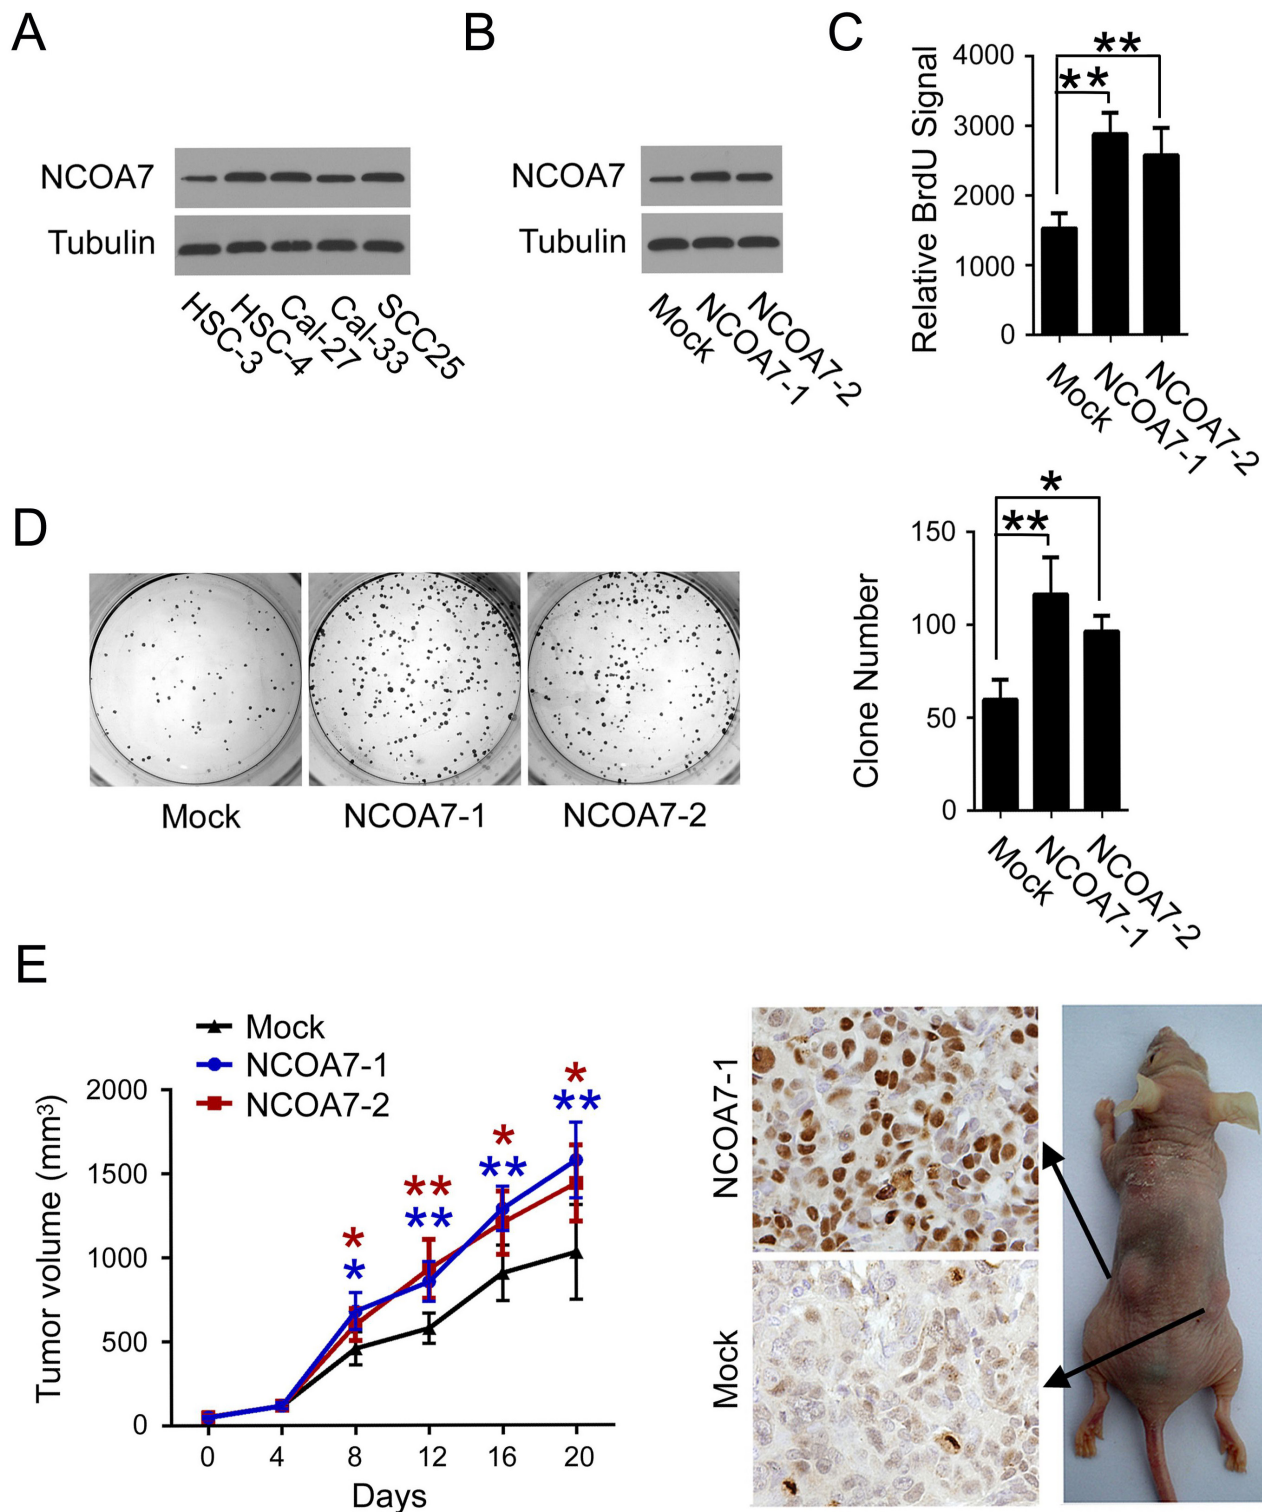 A
NCOA7
Tubulin
HSC-3
HSC-4
Cal-27
Cal-33
SCC25
B
NCOA7
Tubulin
Mock
NCOA7-1
NCOA7-2
C
Relative BrdU Signal
4000
3000
2000
1000
0
**
**
Mock
NCOA7-1
NCOA7-2
D
Mock
NCOA7-1
NCOA7-2
Clone Number
150
100
50
0
*
**
Mock
NCOA7-1
NCOA7-2
E
Mock
NCOA7-1
NCOA7-2
Tumor volume (mm³)
2000
1500
1000
500
0
*
*
**
**
*
**
*
**
0 4 8 12 16 20
Days
NCOA7-1
Mock